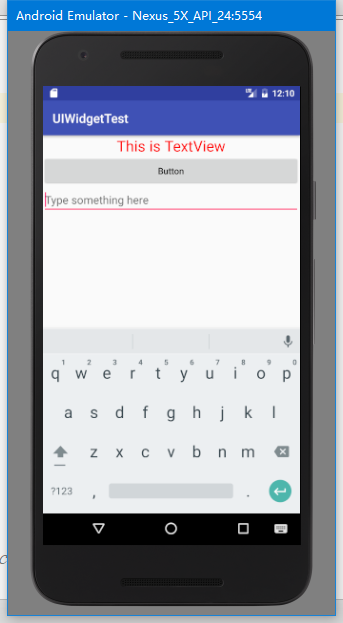 Android Emulator - Nexus_5X_API_24:5554
12:10
UIWidgetTest
This is TextView
Button
Type something here
1 2 3 4 5 6 7 8 9 0
q w e r t y u i o p
a s d f g h j k l
z x c v b n m
?123 , .